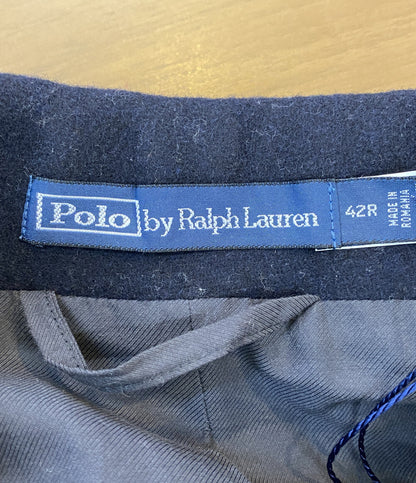 Polo by Ralph Lauren
42R
MADE IN
ROMANIA